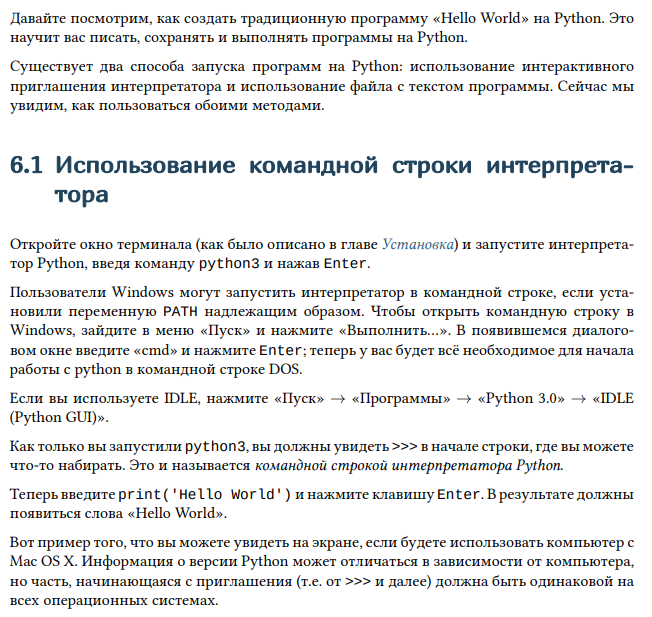 Давайте посмотрим, как создать традиционную программу «Hello World» на Python. Это
научит вас писать, сохранять и выполнять программы на Python.
Существует два способа запуска программ на Python: использование интерактивного
приглашения интерпретатора и использование файла с текстом программы. Сейчас мы
увидим, как пользоваться обоими методами.
6.1 Использование командной строки интерпрета-
тора
Откройте окно терминала (как было описано в главе Установка) и запустите интерпрета-
тор Python, введя команду python3 и нажав Enter.
Пользователи Windows могут запустить интерпретатор в командной строке, если уста-
новили переменную PATH надлежащим образом. Чтобы открыть командную строку в
Windows, зайдите в меню «Пуск» и нажмите «Выполнить...». В появившемся диалого-
вом окне введите «cmd» и нажмите Enter; теперь у вас будет всё необходимое для начала
работы с python в командной строке DOS.
Если вы используете IDLE, нажмите «Пуск» → «Программы» → «Python 3.0» → «IDLE
(Python GUI)».
Как только вы запустили python3, вы должны увидеть >>> в начале строки, где вы можете
что-то набирать. Это и называется командной строкой интерпретатора Python.
Теперь введите print('Hello World') и нажмите клавишу Enter. В результате должны
появиться слова «Hello World».
Вот пример того, что вы можете увидеть на экране, если будете использовать компьютер с
Mac OS X. Информация о версии Python может отличаться в зависимости от компьютера,
но часть, начинающаяся с приглашения (т.е. от >>> и далее) должна быть одинаковой на
всех операционных системах.